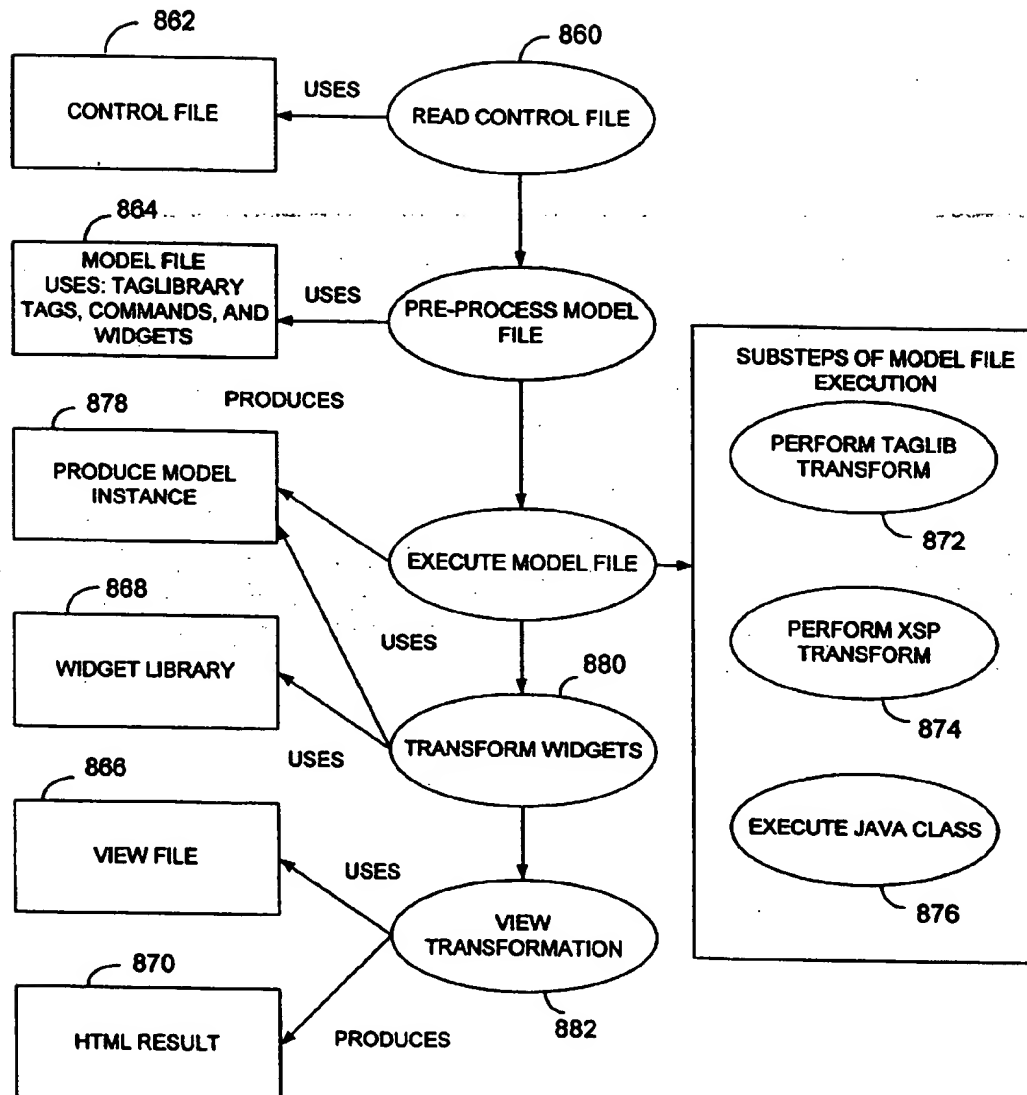 862
860
CONTROL FILE
USES
READ CONTROL FILE
864
MODEL FILE
USES: TAGLIBRARY
TAGS, COMMANDS, AND
WIDGETS
USES
PRE-PROCESS MODEL
FILE
SUBSTEPS OF MODEL FILE
EXECUTION
878
PRODUCES
PRODUCE MODEL
INSTANCE
PERFORM TAGLIB
TRANSFORM
872
EXECUTE MODEL FILE
868
WIDGET LIBRARY
USES
880
PERFORM XSP
TRANSFORM
874
USES
TRANSFORM WIDGETS
866
VIEW FILE
USES
EXECUTE JAVA CLASS
876
VIEW
TRANSFORMATION
882
870
HTML RESULT
PRODUCES